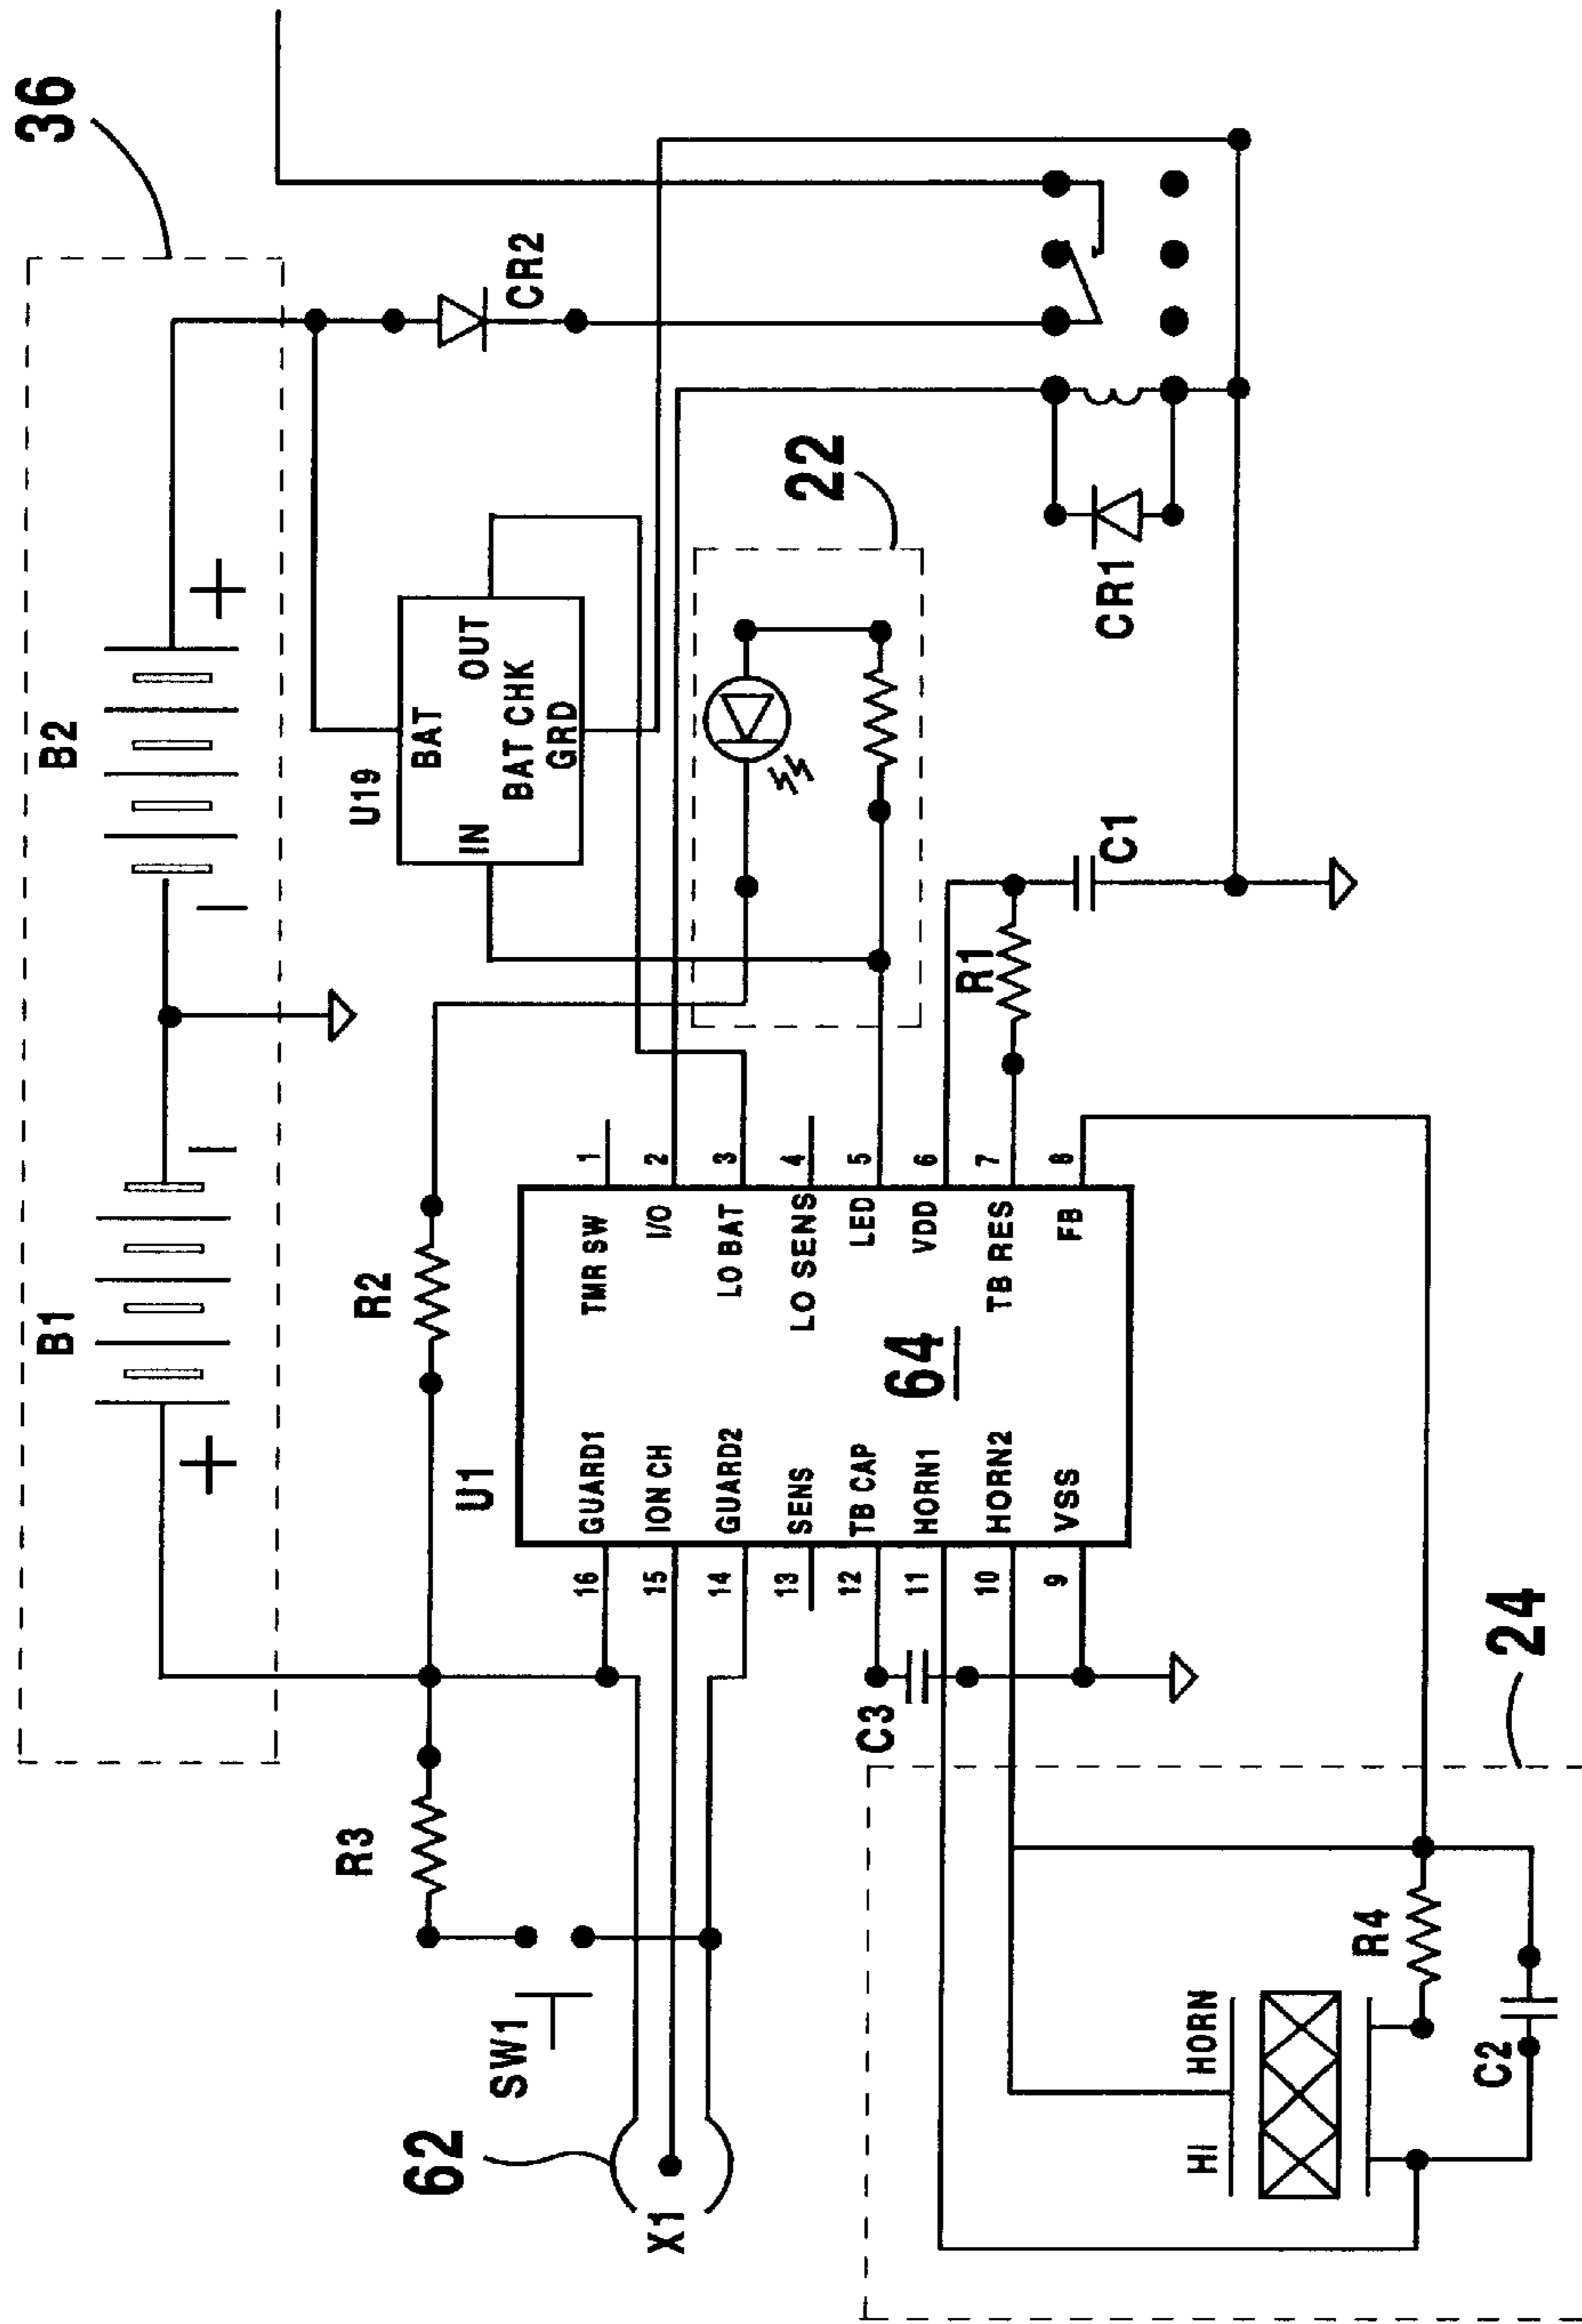 36
B1
B2
+
-
-
+
R3
R2
U19
BAT
IN
OUT
BAT CHK
GRD
CR2
62
SW1
X1
U1
16
GUARD1
TMR SW
1
15
ION CH
I/O
2
14
GUARD2
LO BAT
3
13
SENS
LO SENS
4
12
TB CAP
LED
5
11
HORN1
VDD
6
10
HORN2
TB RES
7
9
VSS
FB
8
64
22
R1
C1
CR1
C3
24
HI
HORN
R4
C2